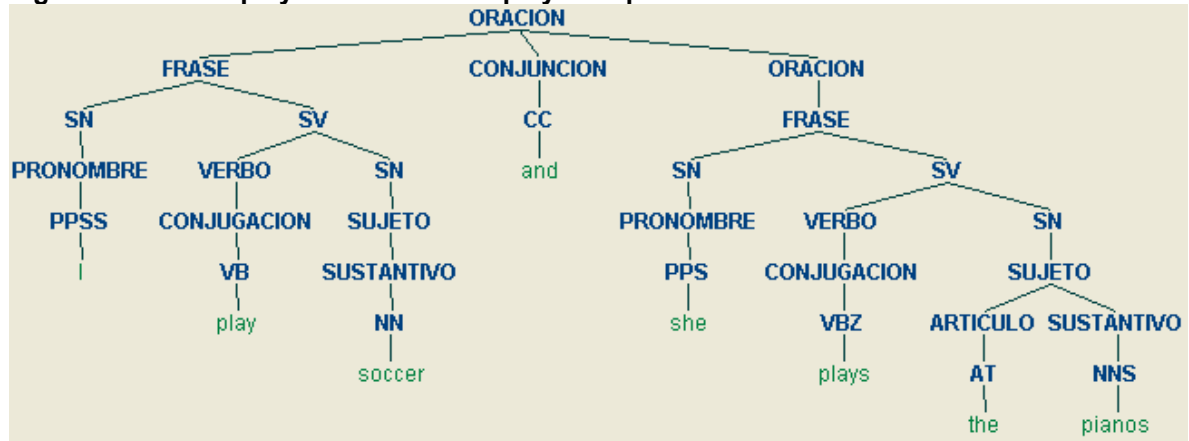 ORACION
FRASE CONJUNCION ORACION
SN SV CC FRASE
PRONOMBRE VERBO SN and SN SV
PPSS CONJUGACION SUJETO PRONOMBRE VERBO SN
I VB SUSTANTIVO PPS CONJUGACION SUJETO
play NN she VBZ ARTICULO SUSTANTIVO
soccer plays AT NNS
the pianos